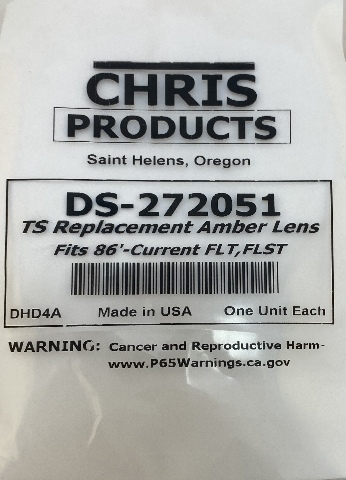 CHRIS
PRODUCTS
Saint Helens, Oregon
DS-272051
TS Replacement Amber Lens
Fits 86'-Current FLT,FLST
DHD4A Made in USA One Unit Each
WARNING: Cancer and Reproductive Harm-
www.P65Warnings.ca.gov